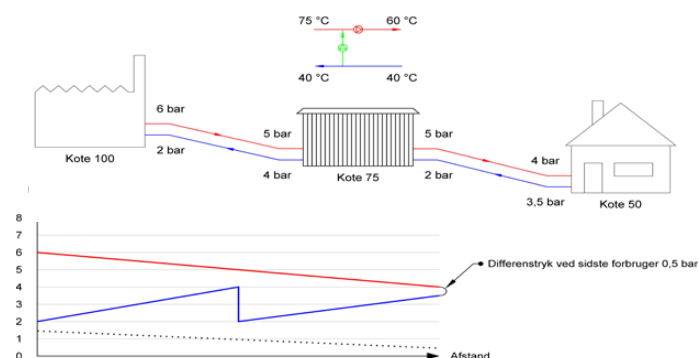 75 °C 60 °C
40 °C 40 °C
6 bar
2 bar
Kote 100
5 bar
4 bar
Kote 75
5 bar
2 bar
4 bar
3,5 bar
Kote 50
8
7
6
5
4
3
2
1
0
Differenstryk ved sidste forbruger 0,5 bar
Afstand